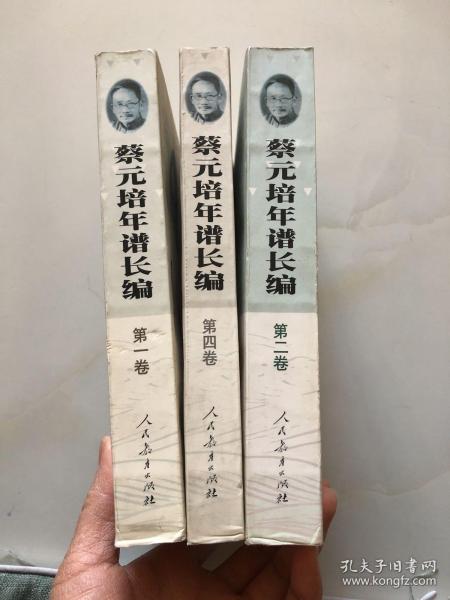 蔡元培年谱长编
第一卷
人民教育出版社
蔡元培年谱长编
第四卷
人民教育出版社
蔡元培年谱长编
第二卷
人民教育出版社
孔夫子旧书网
www.kongfz.com